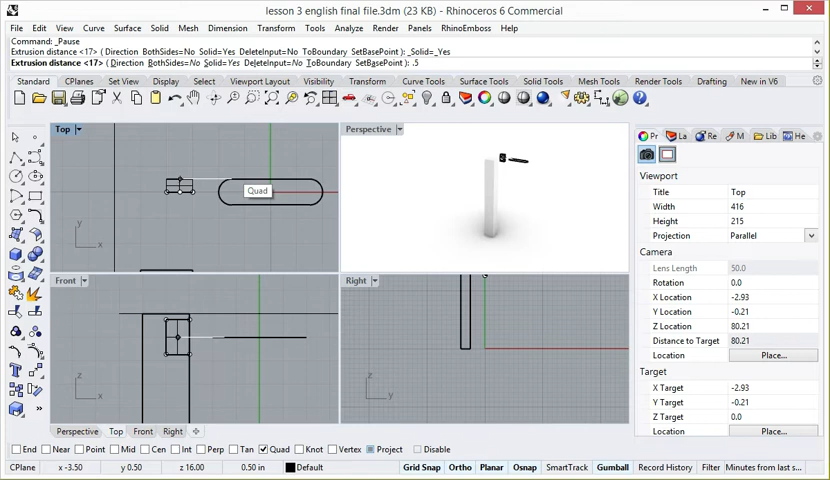 lesson 3 english final file.3dm (23 KB) - Rhinoceros 6 Commercial
File Edit View Curve Surface Solid Mesh Dimension Transform Tools Analyze Render Panels RhinoEmboss Help
Command: _Pause
Extrusion distance <17> ( Direction BothSides=No Solid=Yes DeleteInput=No ToBoundary SetBasePoint ): _Solid=_Yes
Extrusion distance <17> ( Direction BothSides=No Solid=Yes DeleteInput=No ToBoundary SetBasePoint ): .5
Standard CPlanes Set View Display Select Viewport Layout Visibility Transform Curve Tools Surface Tools Solid Tools Mesh Tools Render Tools Drafting New in V6
Top
Perspective
Quad
y
x
Front
Right
z
x
z
y
Pr La Re M Lib He
Viewport
Title Top
Width 416
Height 215
Projection Parallel
Camera
Lens Length 50.0
Rotation 0.0
X Location -2.93
Y Location -0.21
Z Location 80.21
Distance to Target 80.21
Location Place...
Target
X Target -2.93
Y Target -0.21
Z Target 0.0
Location Place...
Perspective Top Front Right
End Near Point Mid Cen Int Perp Tan Quad Knot Vertex Project Disable
CPlane x -3.50 y 0.50 z 16.00 0.50 in Default Grid Snap Ortho Planar Osnap SmartTrack Gumball Record History Filter Minutes from last s...